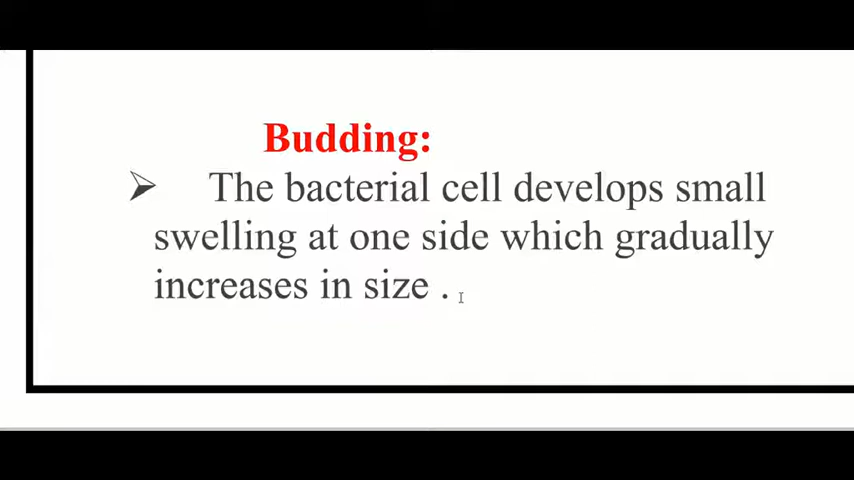 Budding:
➢ The bacterial cell develops small
swelling at one side which gradually
increases in size .